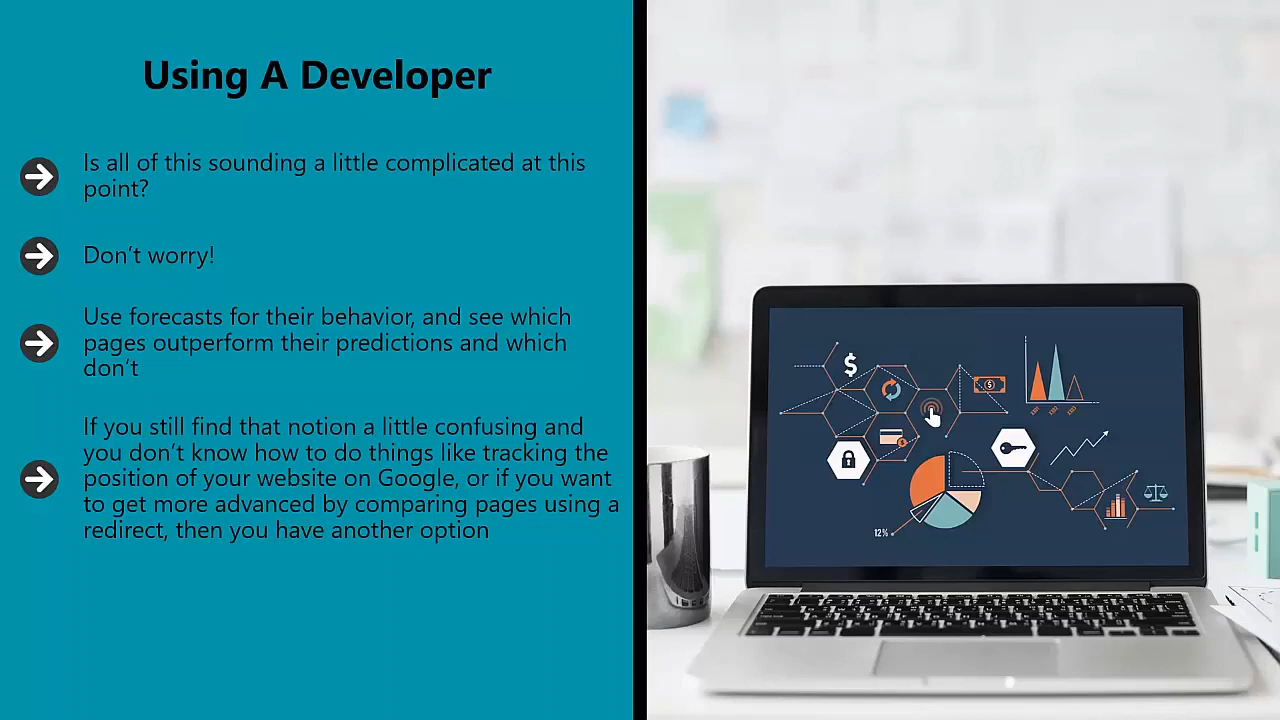 Using A Developer
Is all of this sounding a little complicated at this
point?
Don’t worry!
Use forecasts for their behavior, and see which
pages outperform their predictions and which
don’t
If you still find that notion a little confusing and
you don’t know how to do things like tracking the
position of your website on Google, or if you want
to get more advanced by comparing pages using a
redirect, then you have another option
$
$
12%